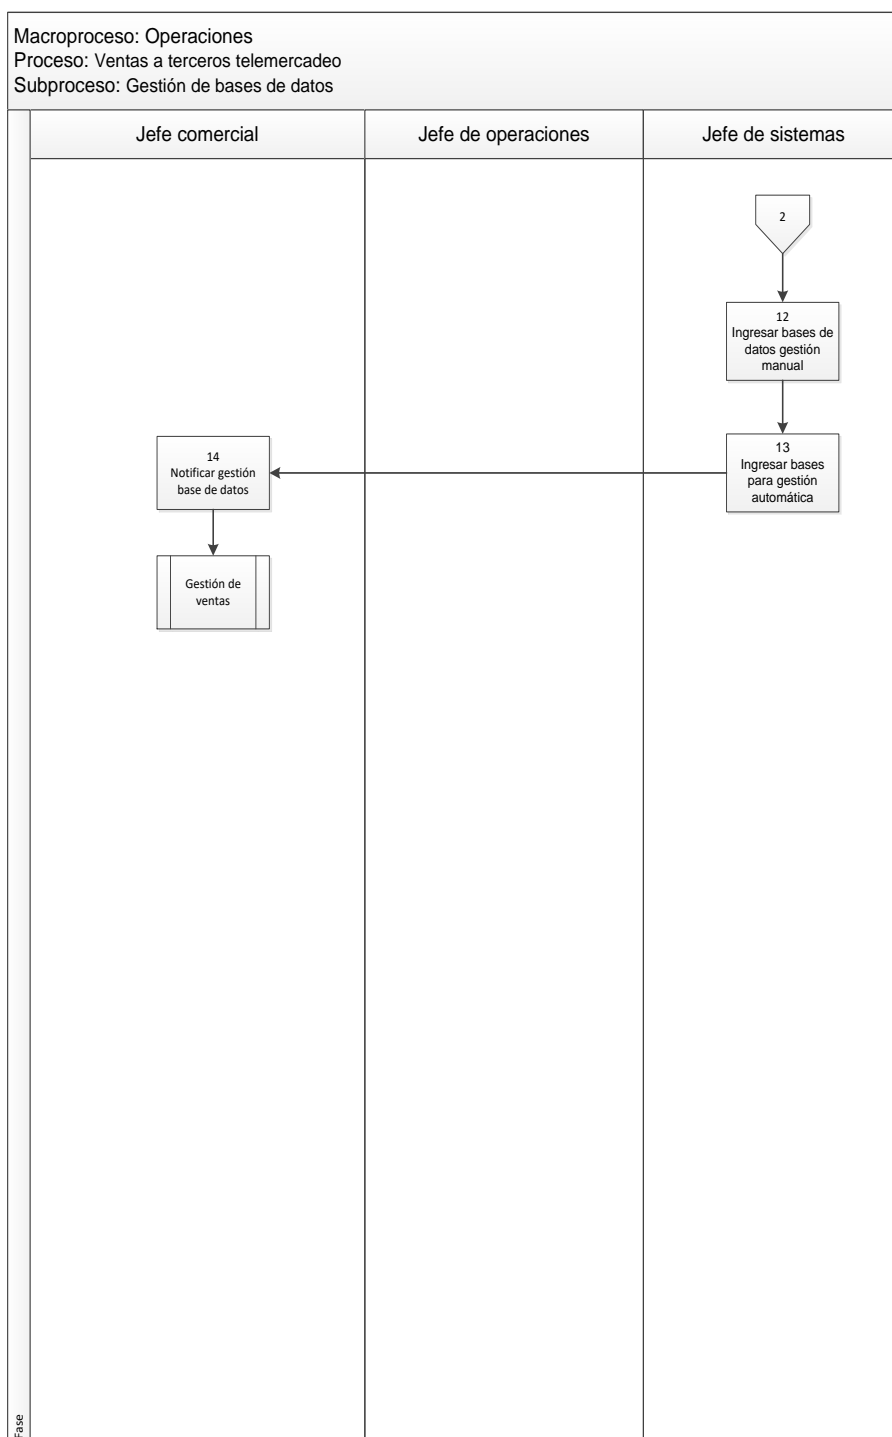 Macroproceso: Operaciones
Proceso: Ventas a terceros telemercadeo
Subproceso: Gestión de bases de datos
Jefe comercial
Jefe de operaciones
Jefe de sistemas
2
12
Ingresar bases de
datos gestión
manual
13
Ingresar bases
para gestión
automática
14
Notificar gestión
base de datos
Gestión de
ventas
Fase